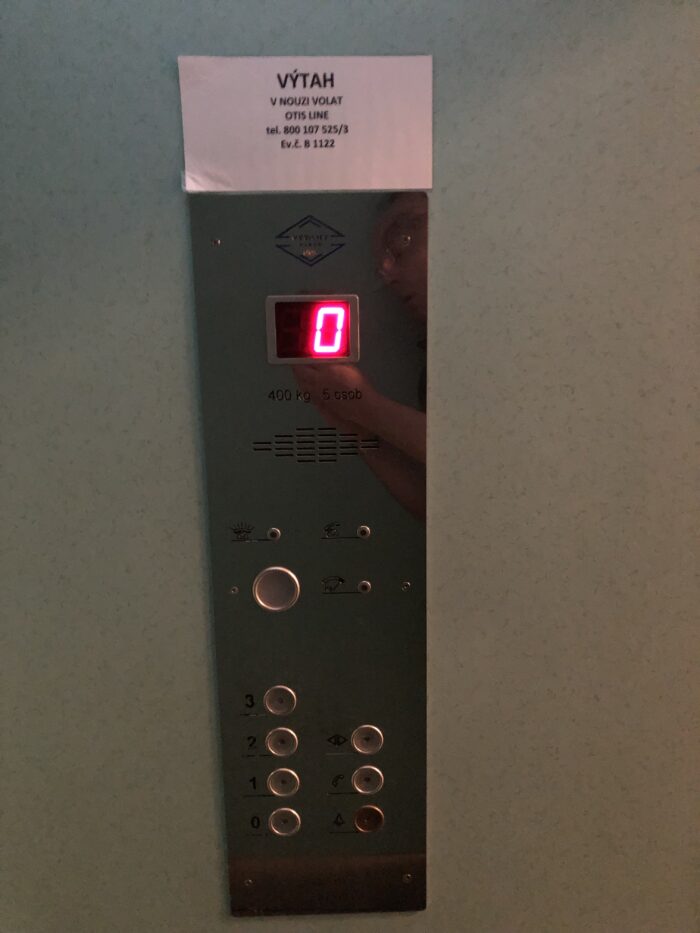 VÝTAH
V NOUZI VOLAT
OTIS LINE
tel. 800 107 525/3
Ev.č. B 1122
0
400 kg 5 osob
3
2
1
0